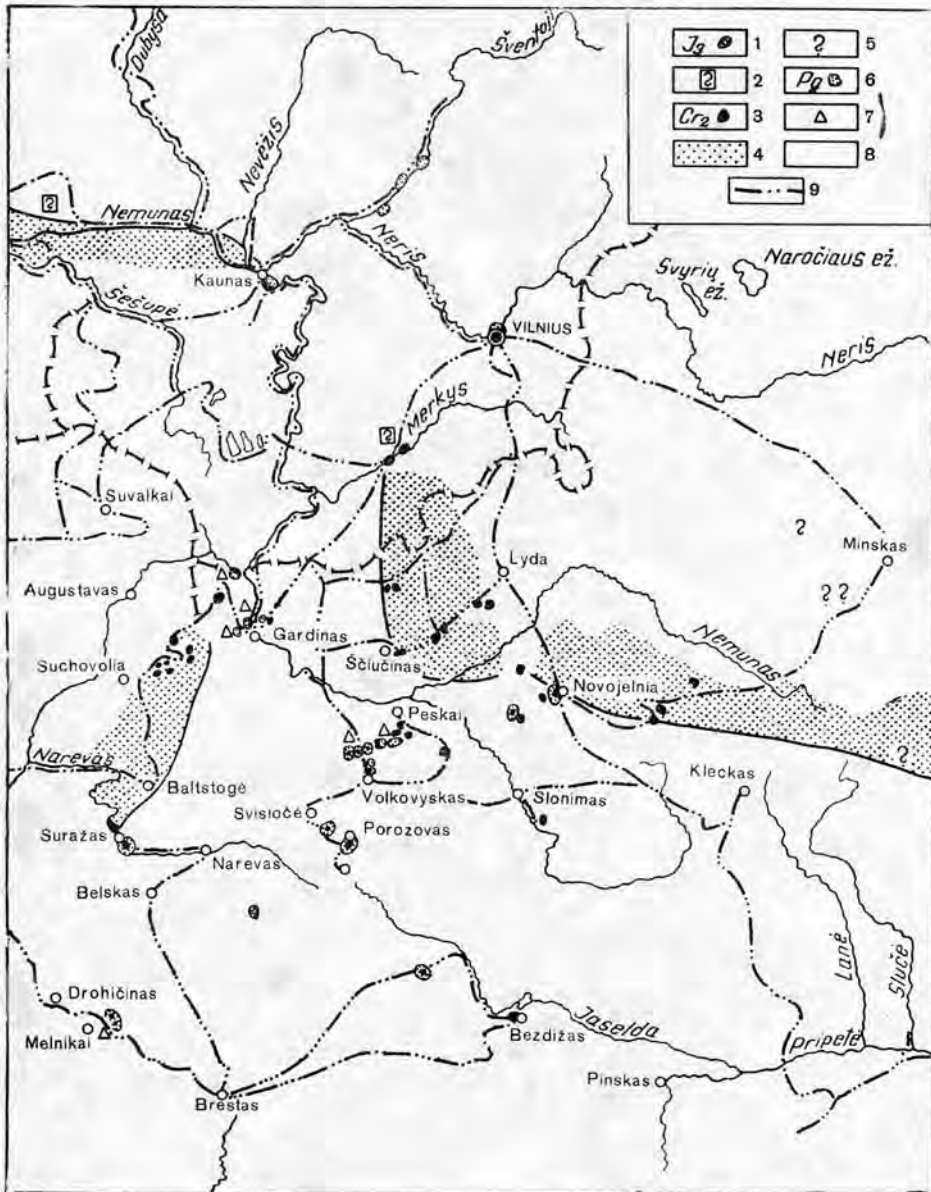 Dubysa
Šventoji
Nevėžis
J3 1
? 2
Cr2 3
4
? 5
Pg 6
7
8
9
?
Nemunas
Neris
Kaunas
Šešupė
Svyrių
ež.
Naročiaus ež.
VILNIUS
Neris
Merkys
?
Suvalkai
?
Minskas
Lyda
? ?
Augustavas
Gardinas
Nemunas
Ščiučinas
Suchovolia
Novojelnia
Peskai
?
Narevas
Baltstogė
Kleckas
Volkovyskas
Slonimas
Svisločė
Suražas
Porozovas
Narevas
Belskas
Lanė
Slučė
Drohičinas
Melnikai
Bezdižas
Jaselda
Pripetė
Pinskas
Brestas